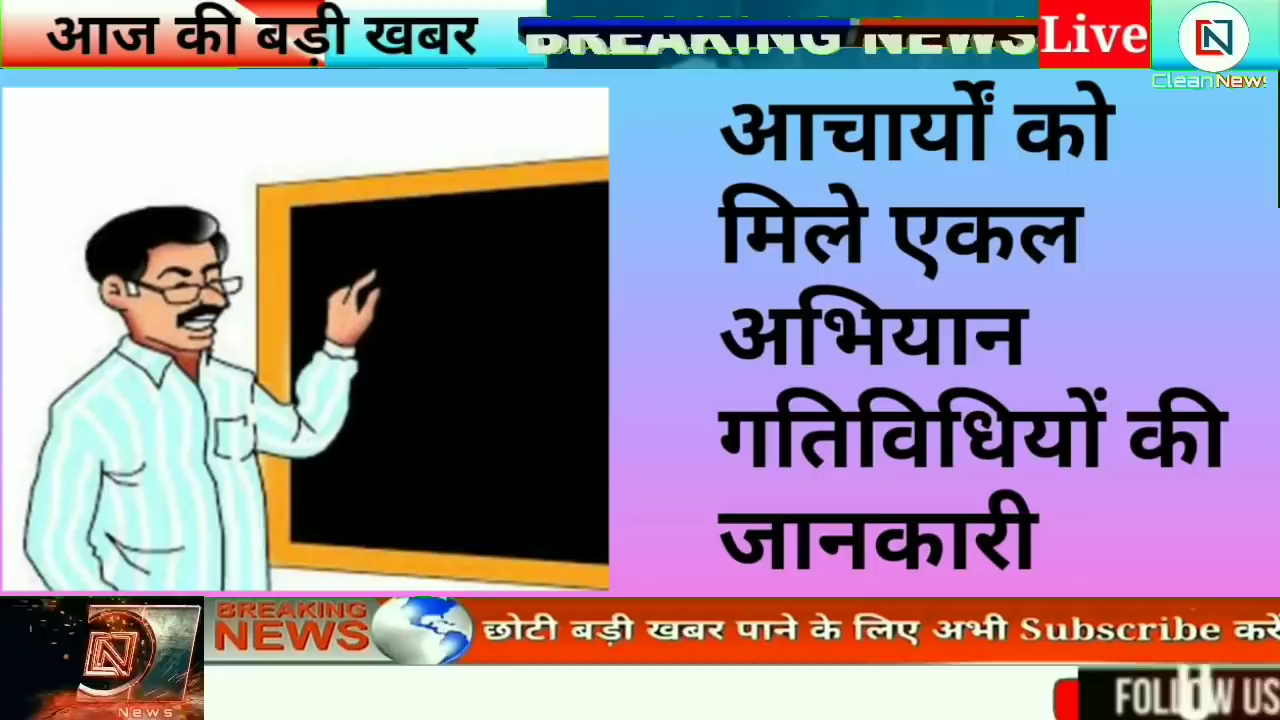 आज की बड़ी खबर
BREAKING NEWS
Live
N
CleanNews
आचार्यों को
मिले एकल
अभियान
गतिविधियों की
जानकारी
N
News
BREAKING
NEWS
छोटी बड़ी खबर पाने के लिए अभी Subscribe करें
FOLLOW US